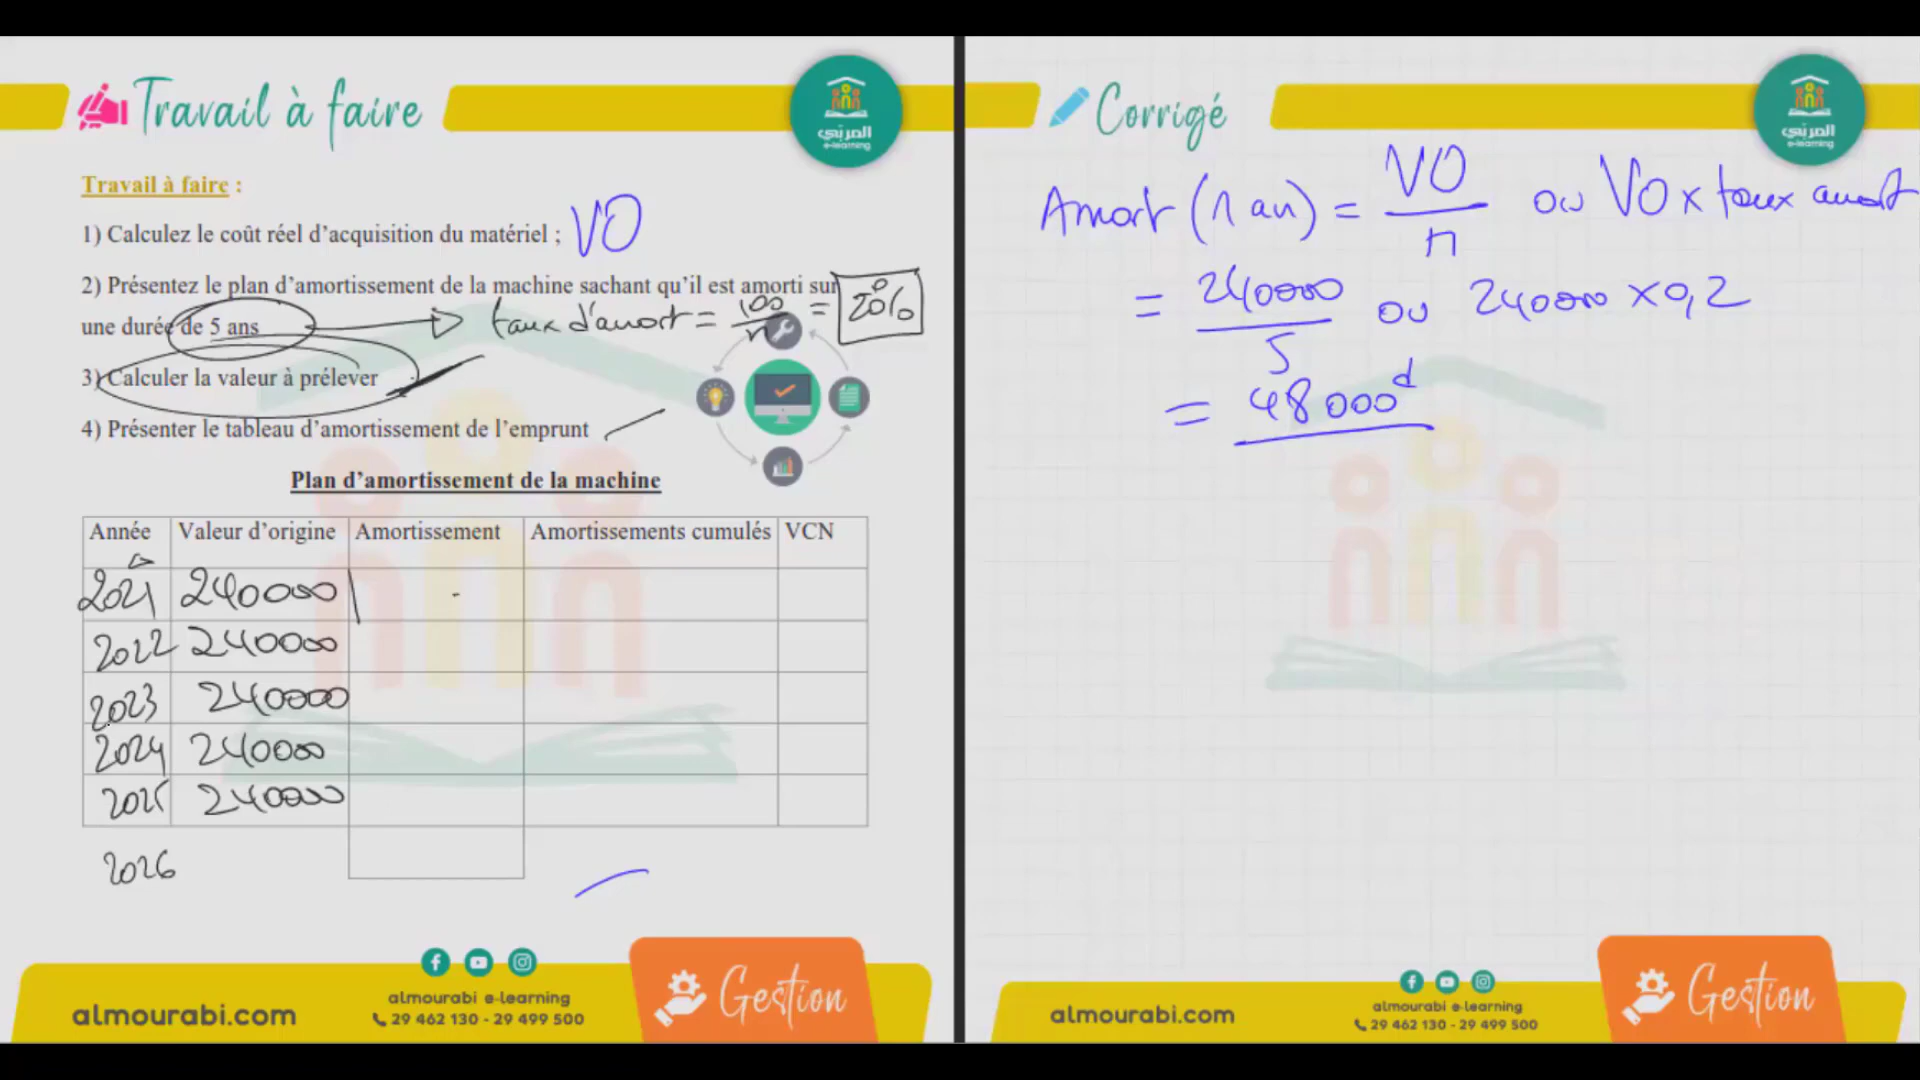 Travail à faire
المربّي
e-learning
Travail à faire :
1) Calculez le coût réel d'acquisition du matériel ; VO
2) Présentez le plan d'amortissement de la machine sachant qu'il est amorti sur
une durée de 5 ans
taux d'amort = 100/n = 20%
3) Calculer la valeur à prélever
4) Présenter le tableau d'amortissement de l'emprunt
Plan d'amortissement de la machine
Année Valeur d'origine Amortissement Amortissements cumulés VCN
2021 240000
2022 240000
2023 240000
2024 240000
2025 240000
2026
almourabi.com
almourabi e-learning
29 462 130 - 29 499 500
Gestion
Corrigé
المربّي
e-learning
Amort (1 an) = VO/n ou VO x taux amort
= 240000/5 ou 240000 x 0,2
= 48000 d
almourabi.com
almourabi e-learning
29 462 130 - 29 499 500
Gestion